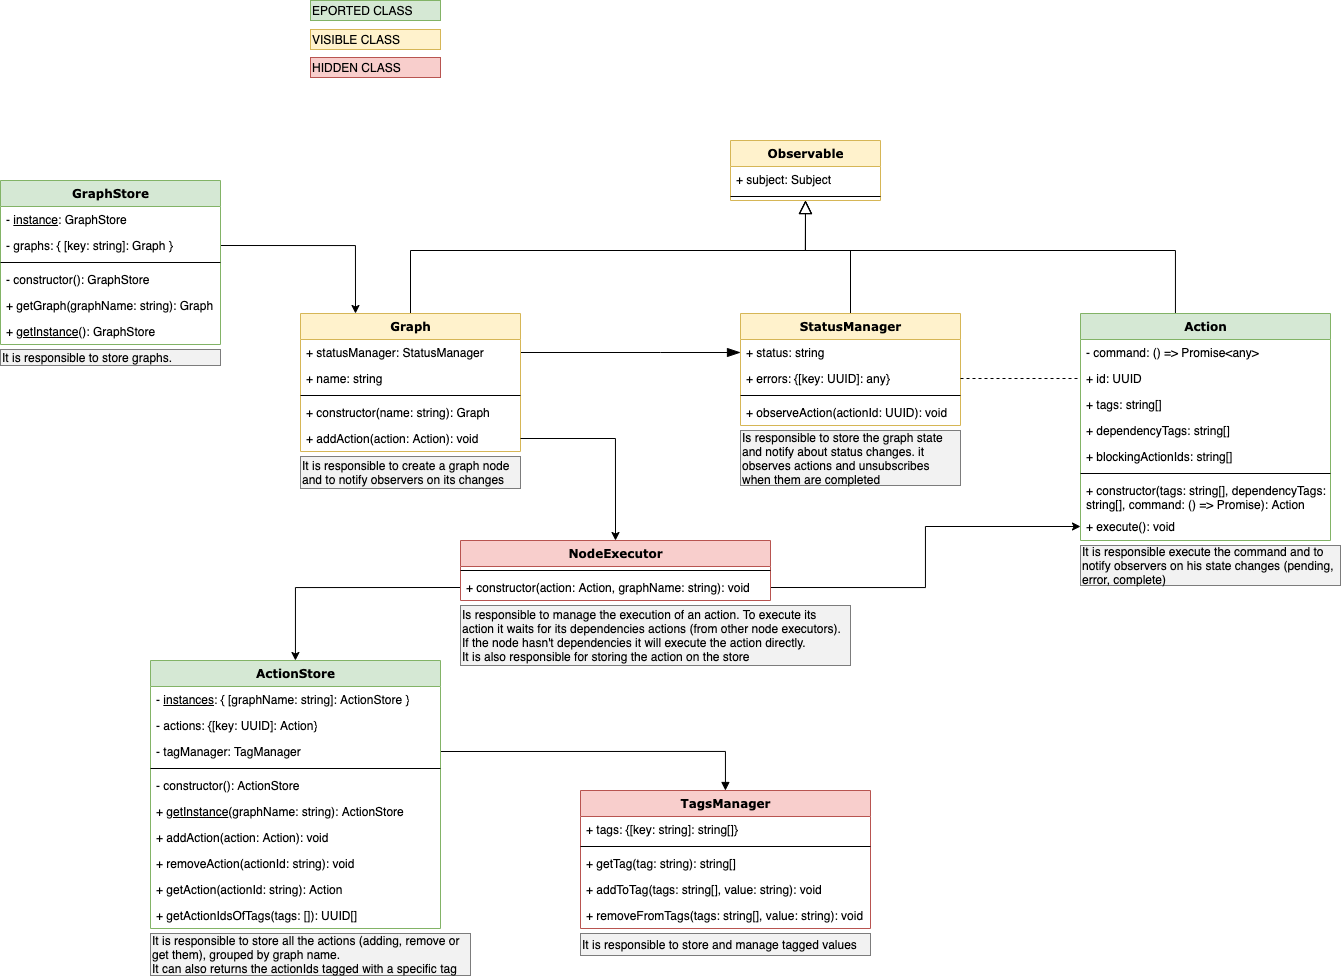 EPORTED CLASS
VISIBLE CLASS
HIDDEN CLASS
Observable
+ subject: Subject
GraphStore
- instance: GraphStore
- graphs: { [key: string]: Graph }
- constructor(): GraphStore
+ getGraph(graphName: string): Graph
+ getInstance(): GraphStore
It is responsible to store graphs.
Graph
+ statusManager: StatusManager
+ name: string
+ constructor(name: string): Graph
+ addAction(action: Action): void
It is responsible to create a graph node
and to notify observers on its changes
StatusManager
+ status: string
+ errors: {[key: UUID]: any}
+ observeAction(actionId: UUID): void
Is responsible to store the graph state
and notify about status changes. it
observes actions and unsubscribes
when them are completed
Action
- command: () => Promise<any>
+ id: UUID
+ tags: string[]
+ dependencyTags: string[]
+ blockingActionIds: string[]
+ constructor(tags: string[], dependencyTags:
string[], command: () => Promise): Action
+ execute(): void
It is responsible execute the command and to
notify observers on his state changes (pending,
error, complete)
NodeExecutor
+ constructor(action: Action, graphName: string): void
Is responsible to manage the execution of an action. To execute its
action it waits for its dependencies actions (from other node executors).
If the node hasn't dependencies it will execute the action directly.
It is also responsible for storing the action on the store
ActionStore
- instances: { [graphName: string]: ActionStore }
- actions: {[key: UUID]: Action}
- tagManager: TagManager
- constructor(): ActionStore
+ getInstance(graphName: string): ActionStore
+ addAction(action: Action): void
+ removeAction(actionId: string): void
+ getAction(actionId: string): Action
+ getActionIdsOfTags(tags: []): UUID[]
It is responsible to store all the actions (adding, remove or
get them), grouped by graph name.
It can also returns the actionIds tagged with a specific tag
TagsManager
+ tags: {[key: string]: string[]}
+ getTag(tag: string): string[]
+ addToTag(tags: string[], value: string): void
+ removeFromTags(tags: string[], value: string): void
It is responsible to store and manage tagged values